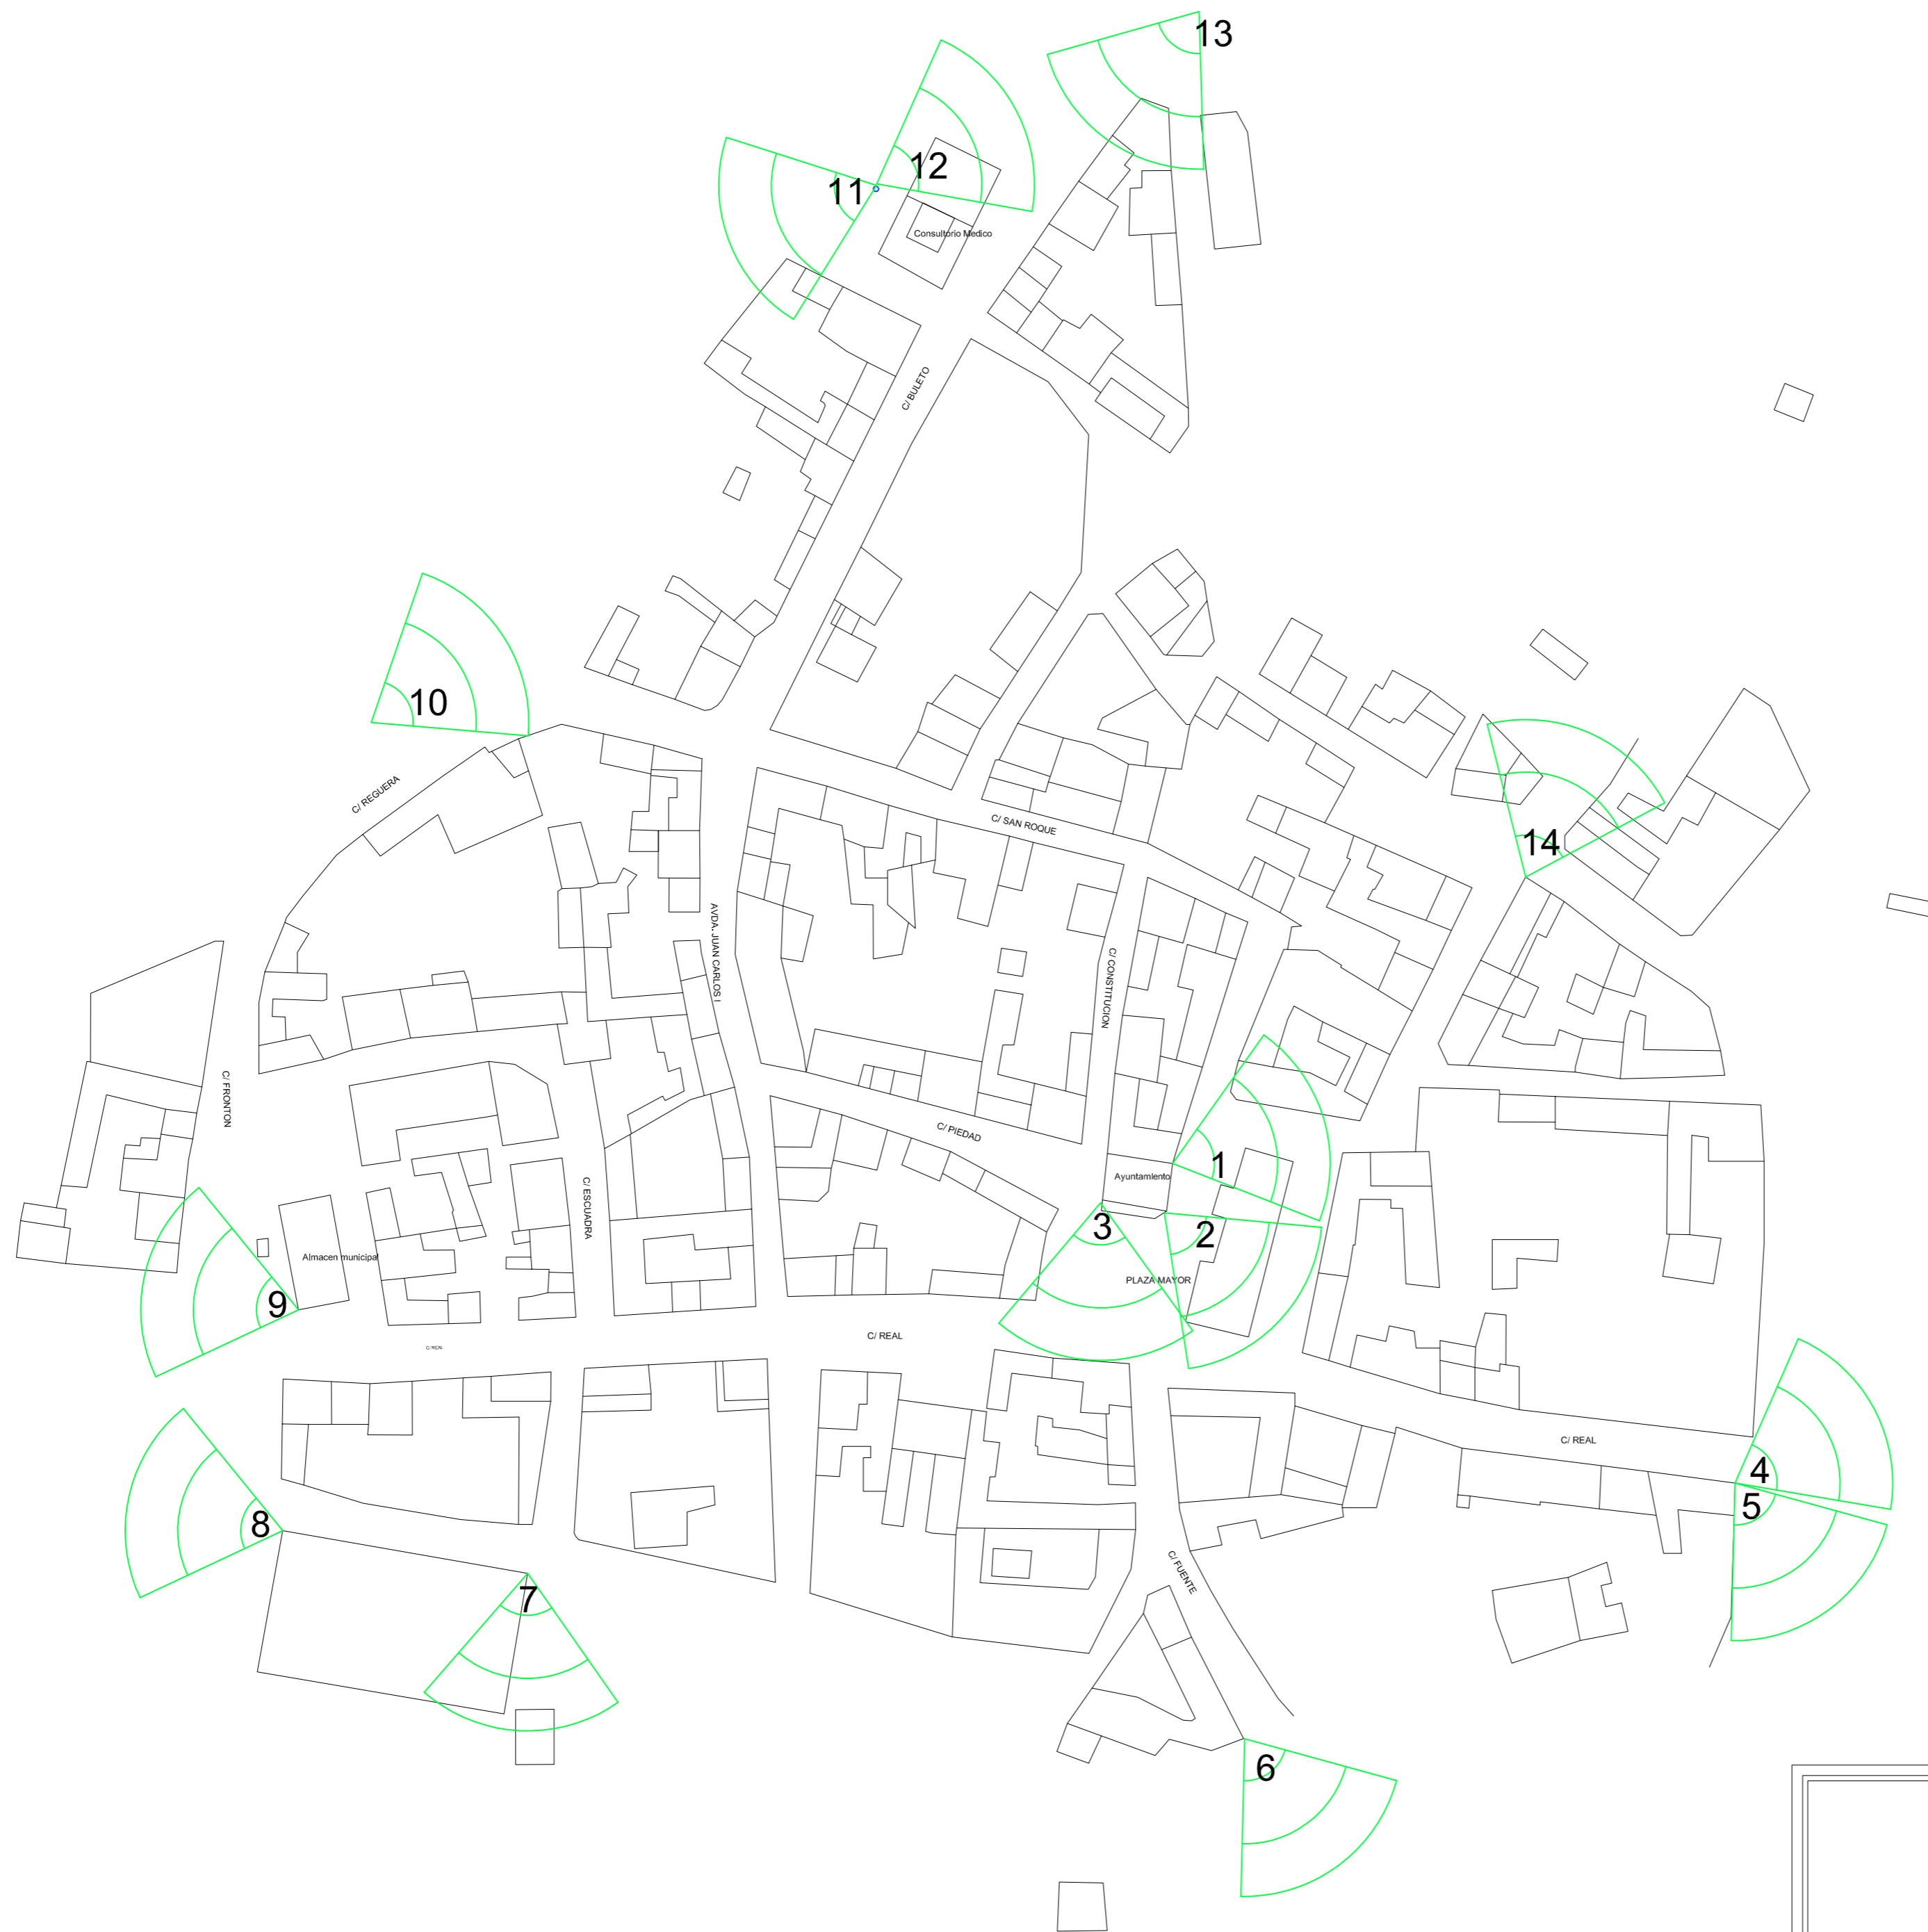 13
12
11
Consultorio Medico
C/ BULETO
10
C/ REGUERA
C/ SAN ROQUE
14
AVDA. JUAN CARLOS I
C/ CONSTITUCION
C/ FRONTON
C/ PIEDAD
1
Ayuntamiento
C/ ESCUADRA
3
2
Almacen municipal
PLAZA MAYOR
9
C/ REAL
C/ REAL
C/ REAL
4
5
8
C/ FUENTE
7
6